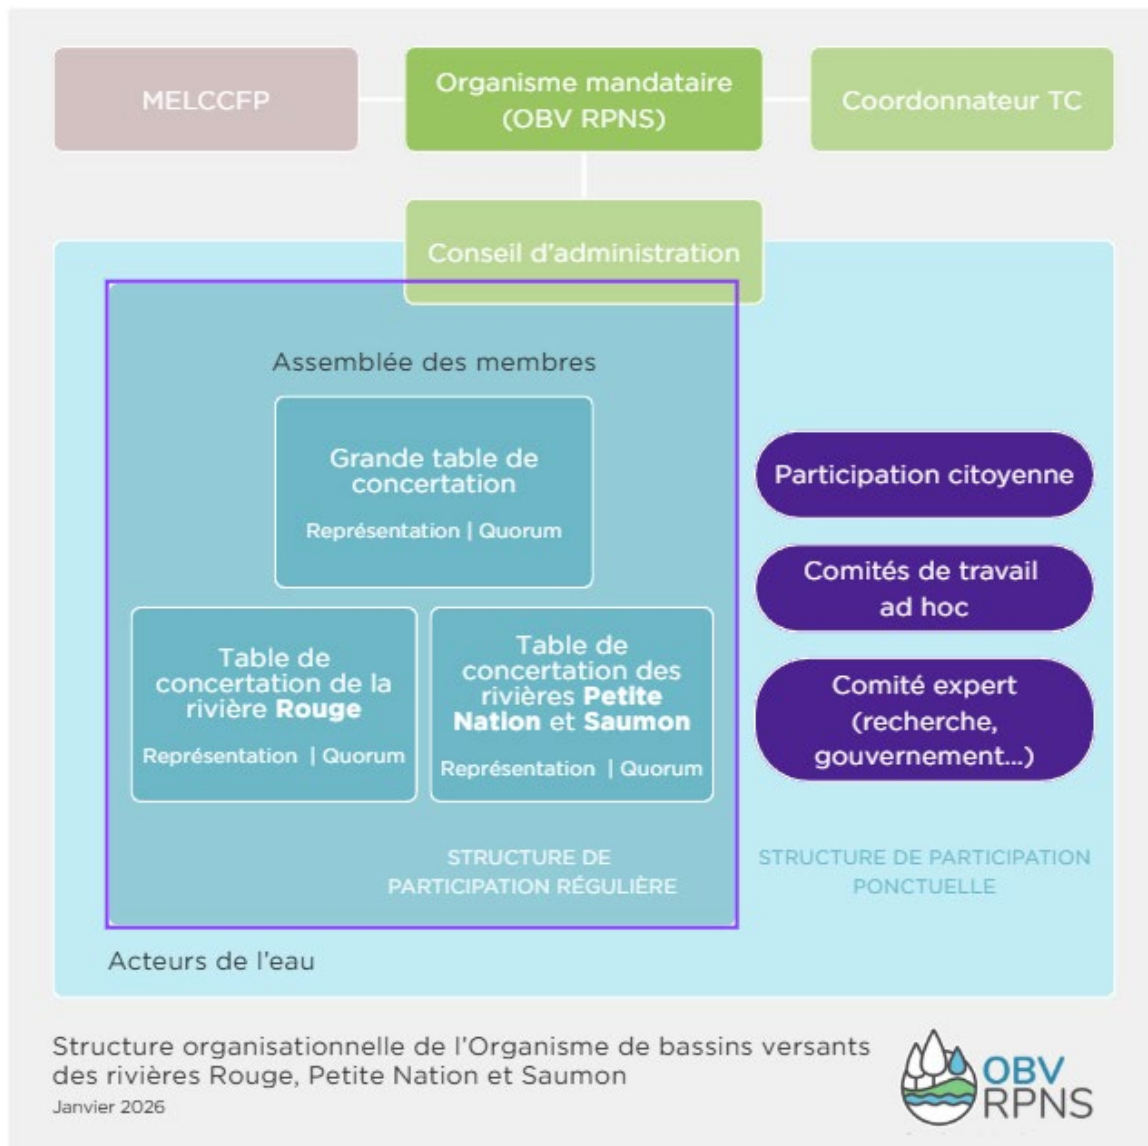 MELCCFP
Organisme mandataire
(OBV RPNS)
Coordonnateur TC
Conseil d'administration
Assemblée des membres
Grande table de
concertation
Représentation | Quorum
Table de
concertation de la
rivière Rouge
Représentation | Quorum
Table de
concertation des
rivières Petite
Nation et Saumon
Représentation | Quorum
STRUCTURE DE
PARTICIPATION RÉGULIÈRE
Participation citoyenne
Comités de travail
ad hoc
Comité expert
(recherche,
gouvernement...)
STRUCTURE DE PARTICIPATION
PONCTUELLE
Acteurs de l'eau
Structure organisationnelle de l'Organisme de bassins versants
des rivières Rouge, Petite Nation et Saumon
Janvier 2026
OBV
RPNS